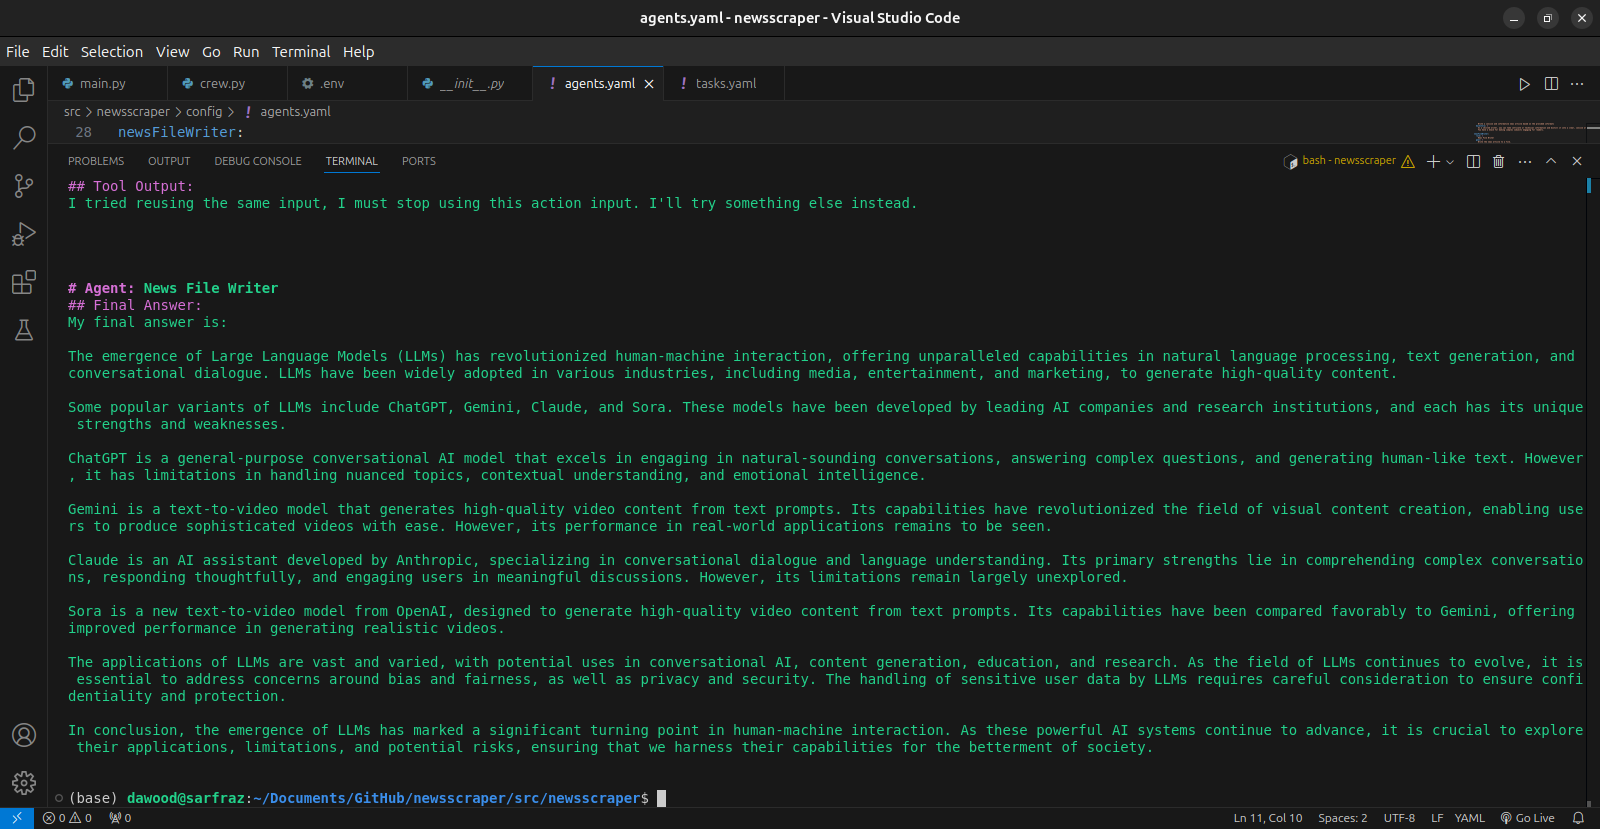 agents.yaml - newsscraper - Visual Studio Code
File Edit Selection View Go Run Terminal Help
main.py crew.py .env __init__.py agents.yaml tasks.yaml
src newsscraper config agents.yaml
28 newsFileWriter:
PROBLEMS OUTPUT DEBUG CONSOLE TERMINAL PORTS bash - newsscraper
## Tool Output:
I tried reusing the same input, I must stop using this action input. I'll try something else instead.
# Agent: News File Writer
## Final Answer:
My final answer is:
The emergence of Large Language Models (LLMs) has revolutionized human-machine interaction, offering unparalleled capabilities in natural language processing, text generation, and
conversational dialogue. LLMs have been widely adopted in various industries, including media, entertainment, and marketing, to generate high-quality content.
Some popular variants of LLMs include ChatGPT, Gemini, Claude, and Sora. These models have been developed by leading AI companies and research institutions, and each has its unique
strengths and weaknesses.
ChatGPT is a general-purpose conversational AI model that excels in engaging in natural-sounding conversations, answering complex questions, and generating human-like text. However
, it has limitations in handling nuanced topics, contextual understanding, and emotional intelligence.
Gemini is a text-to-video model that generates high-quality video content from text prompts. Its capabilities have revolutionized the field of visual content creation, enabling use
rs to produce sophisticated videos with ease. However, its performance in real-world applications remains to be seen.
Claude is an AI assistant developed by Anthropic, specializing in conversational dialogue and language understanding. Its primary strengths lie in comprehending complex conversatio
ns, responding thoughtfully, and engaging users in meaningful discussions. However, its limitations remain largely unexplored.
Sora is a new text-to-video model from OpenAI, designed to generate high-quality video content from text prompts. Its capabilities have been compared favorably to Gemini, offering
improved performance in generating realistic videos.
The applications of LLMs are vast and varied, with potential uses in conversational AI, content generation, education, and research. As the field of LLMs continues to evolve, it is
essential to address concerns around bias and fairness, as well as privacy and security. The handling of sensitive user data by LLMs requires careful consideration to ensure confi
dentiality and protection.
In conclusion, the emergence of LLMs has marked a significant turning point in human-machine interaction. As these powerful AI systems continue to advance, it is crucial to explore
their applications, limitations, and potential risks, ensuring that we harness their capabilities for the betterment of society.
(base) dawood@sarfraz:~/Documents/GitHub/newsscraper/src/newsscraper$
0 0 0 Ln 11, Col 10 Spaces: 2 UTF-8 LF YAML Go Live